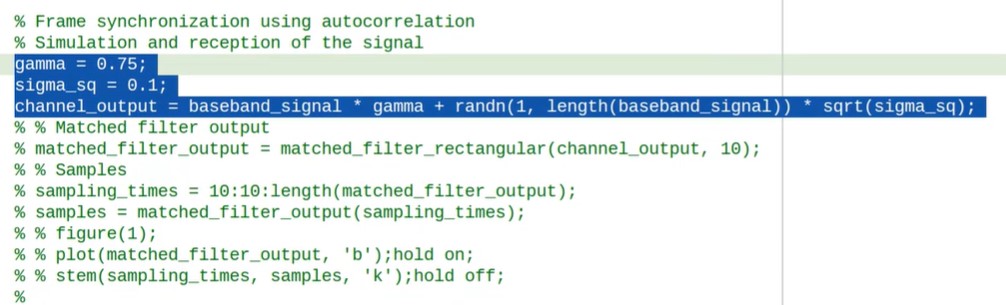 % Frame synchronization using autocorrelation
% Simulation and reception of the signal
gamma = 0.75;
sigma_sq = 0.1;
channel_output = baseband_signal * gamma + randn(1, length(baseband_signal)) * sqrt(sigma_sq);
% % Matched filter output
% matched_filter_output = matched_filter_rectangular(channel_output, 10);
% % Samples
% sampling_times = 10:10:length(matched_filter_output);
% samples = matched_filter_output(sampling_times);
% % figure(1);
% % plot(matched_filter_output, 'b');hold on;
% % stem(sampling_times, samples, 'k');hold off;
%